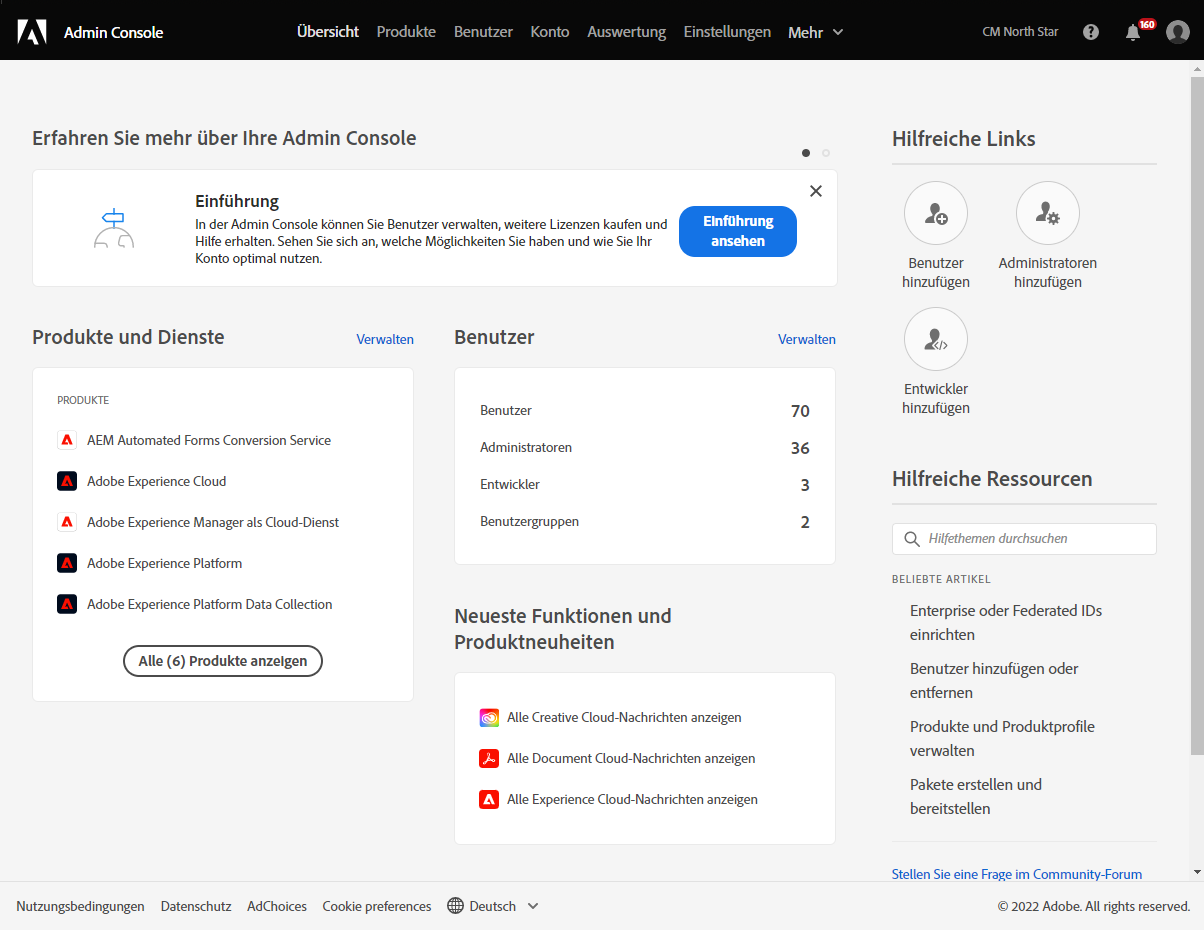 Admin Console
Übersicht
Produkte
Benutzer
Konto
Auswertung
Einstellungen
Mehr
CM North Star
160
Erfahren Sie mehr über Ihre Admin Console
Einführung
In der Admin Console können Sie Benutzer verwalten, weitere Lizenzen kaufen und
Hilfe erhalten. Sehen Sie sich an, welche Möglichkeiten Sie haben und wie Sie Ihr
Konto optimal nutzen.
Einführung
ansehen
Produkte und Dienste
Verwalten
PRODUKTE
AEM Automated Forms Conversion Service
Adobe Experience Cloud
Adobe Experience Manager als Cloud-Dienst
Adobe Experience Platform
Adobe Experience Platform Data Collection
Alle (6) Produkte anzeigen
Benutzer
Verwalten
Benutzer 70
Administratoren 36
Entwickler 3
Benutzergruppen 2
Neueste Funktionen und
Produktneuheiten
Alle Creative Cloud-Nachrichten anzeigen
Alle Document Cloud-Nachrichten anzeigen
Alle Experience Cloud-Nachrichten anzeigen
Hilfreiche Links
Benutzer
hinzufügen
Administratoren
hinzufügen
Entwickler
hinzufügen
Hilfreiche Ressourcen
Hilfethemen durchsuchen
BELIEBTE ARTIKEL
Enterprise oder Federated IDs
einrichten
Benutzer hinzufügen oder
entfernen
Produkte und Produktprofile
verwalten
Pakete erstellen und
bereitstellen
Stellen Sie eine Frage im Community-Forum
Nutzungsbedingungen
Datenschutz
AdChoices
Cookie preferences
Deutsch
© 2022 Adobe. All rights reserved.